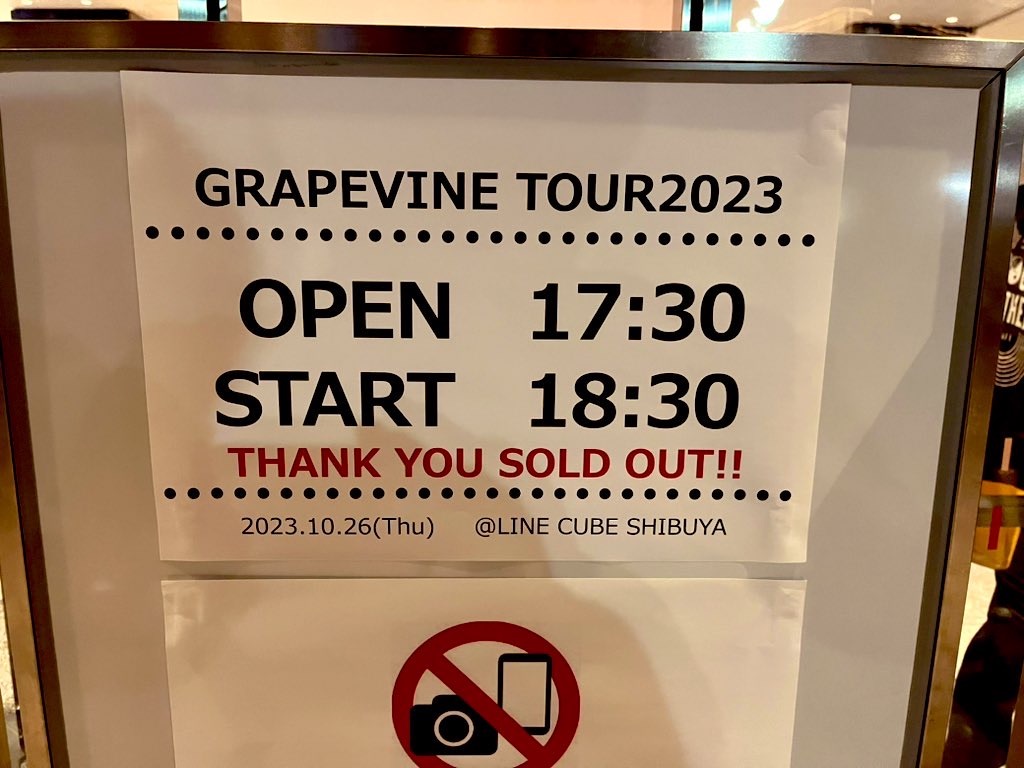 GRAPEVINE TOUR2023
OPEN 17:30
START 18:30
THANK YOU SOLD OUT!!
2023.10.26(Thu) @LINE CUBE SHIBUYA